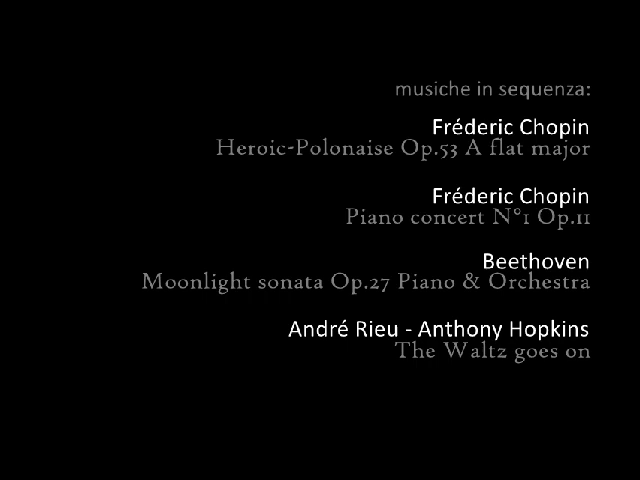 musiche in sequenza:
Fréderic Chopin
Heroic-Polonaise Op.53 A flat major
Fréderic Chopin
Piano concert N°1 Op.11
Beethoven
Moonlight sonata Op.27 Piano & Orchestra
André Rieu - Anthony Hopkins
The Waltz goes on